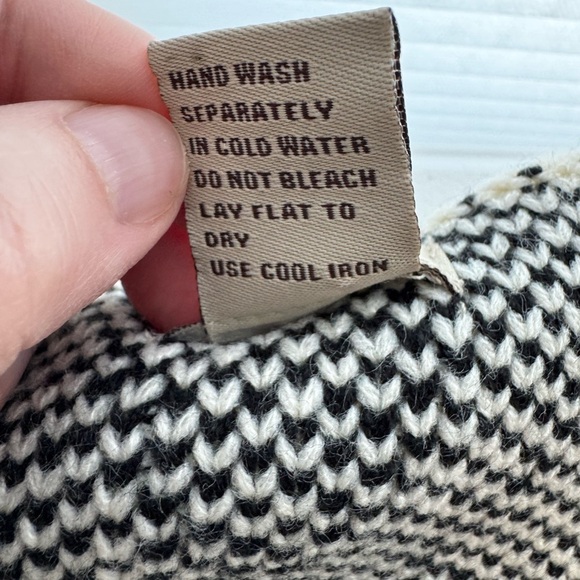 HAND WASH
SEPARATELY
IN COLD WATER
DO NOT BLEACH
LAY FLAT TO
DRY
USE COOL IRON